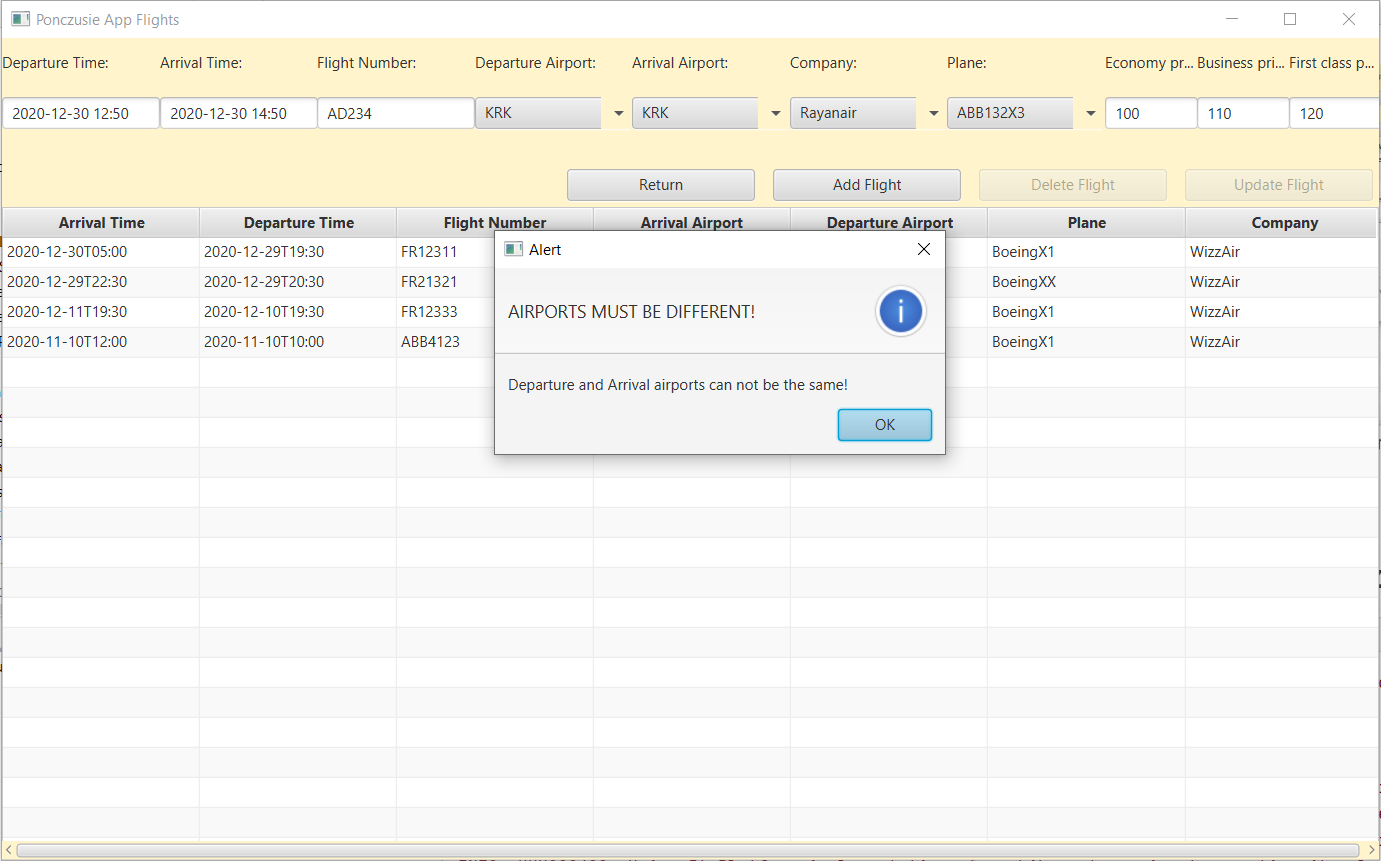 Ponczusie App Flights
Departure Time: Arrival Time: Flight Number: Departure Airport: Arrival Airport: Company: Plane: Economy pr... Business pri... First class p...
2020-12-30 12:50 2020-12-30 14:50 AD234 KRK KRK Rayanair ABB132X3 100 110 120
Return Add Flight Delete Flight Update Flight
Arrival Time Departure Time Flight Number Arrival Airport Departure Airport Plane Company
2020-12-30T05:00 2020-12-29T19:30 FR12311 BoeingX1 WizzAir
2020-12-29T22:30 2020-12-29T20:30 FR21321 BoeingXX WizzAir
2020-12-11T19:30 2020-12-10T19:30 FR12333 BoeingX1 WizzAir
2020-11-10T12:00 2020-11-10T10:00 ABB4123 BoeingX1 WizzAir
Alert
AIRPORTS MUST BE DIFFERENT!
i
Departure and Arrival airports can not be the same!
OK